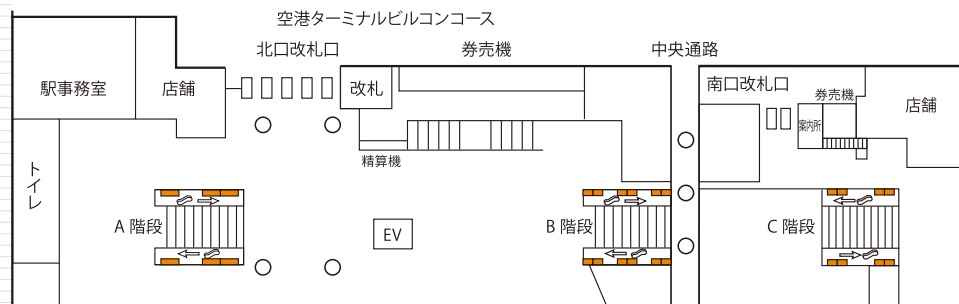 空港ターミナルビルコンコース
北口改札口
券売機
中央通路
駅事務室
店舗
改札
南口改札口
券売機
案内所
店舗
精算機
トイレ
A 階段
EV
B 階段
C 階段